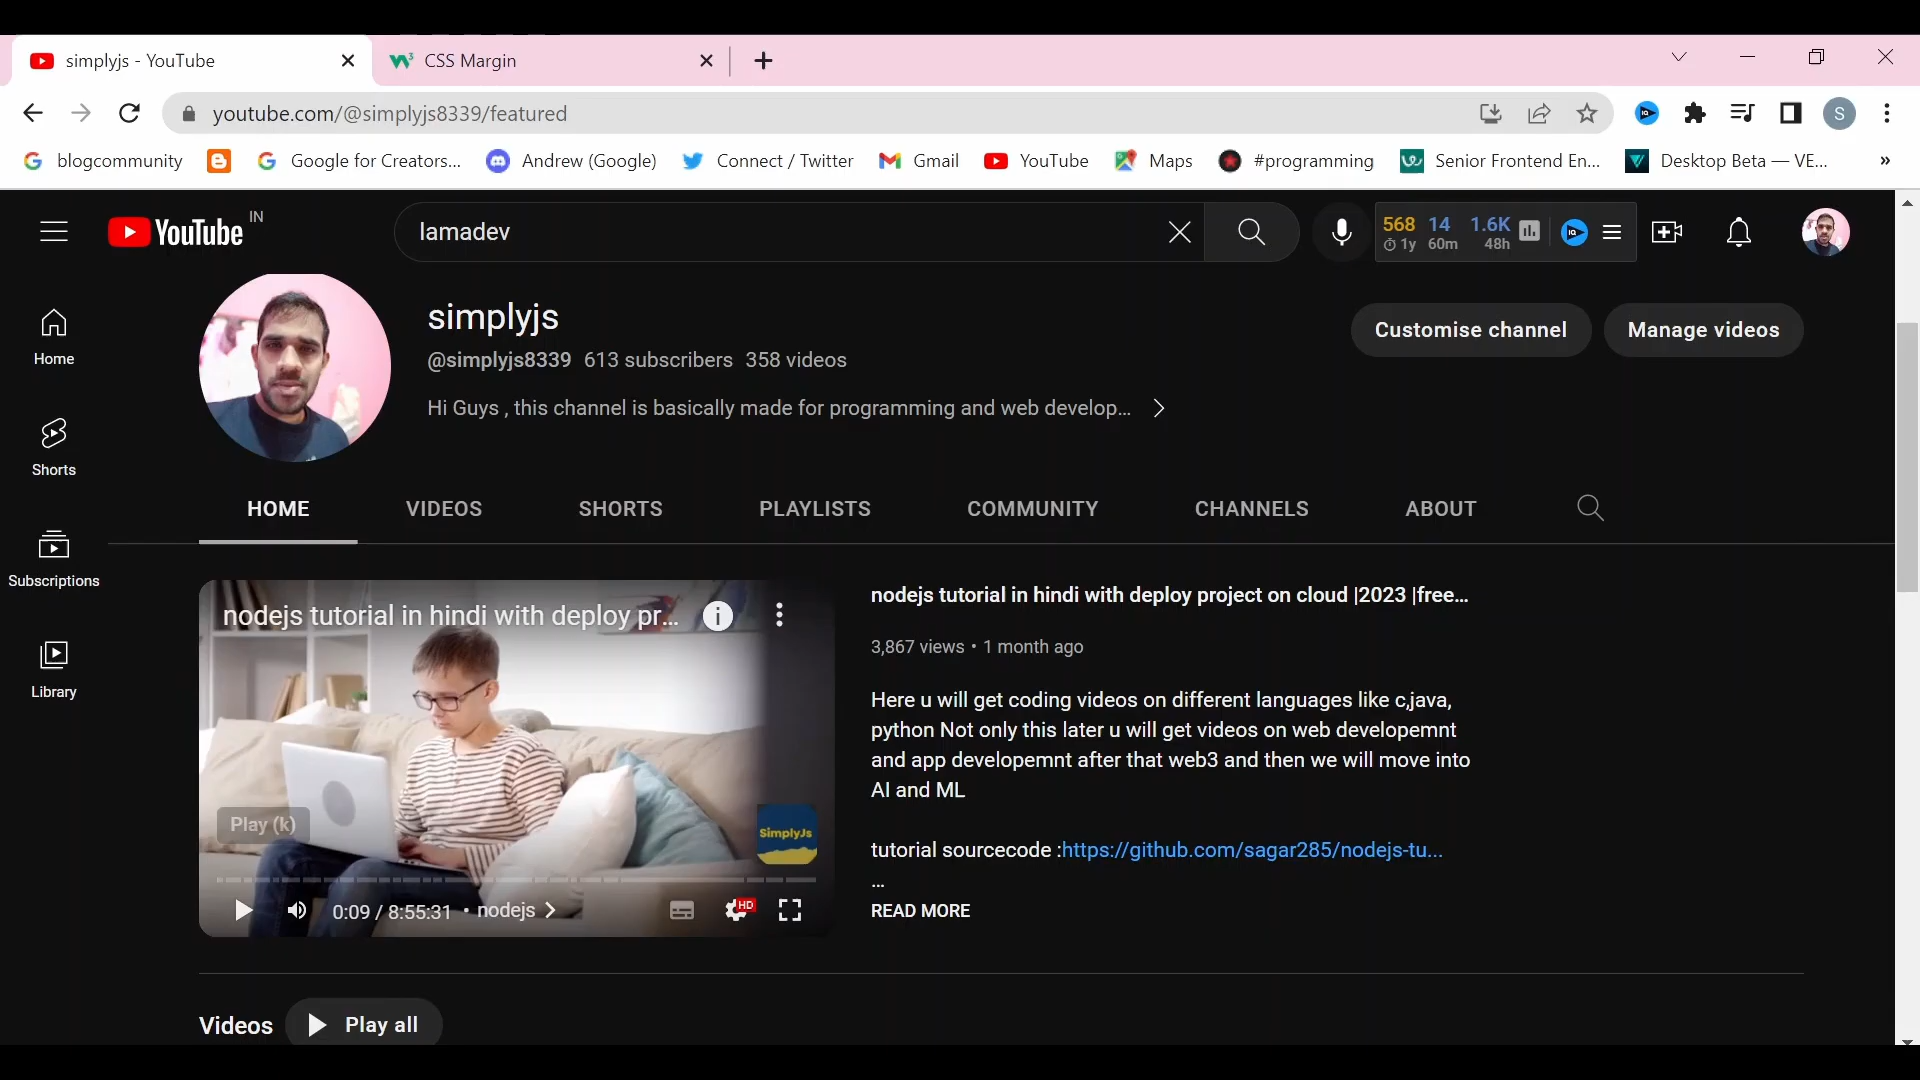 simplyjs - YouTube
CSS Margin
youtube.com/@simplyjs8339/featured
S
blogcommunity
Google for Creators...
Andrew (Google)
Connect / Twitter
Gmail
YouTube
Maps
#programming
Senior Frontend En...
Desktop Beta — VE...
»
YouTube IN
lamadev
568 14 1.6K
1y 60m 48h
simplyjs
@simplyjs8339 613 subscribers 358 videos
Hi Guys , this channel is basically made for programming and web develop...
Customise channel
Manage videos
Home
Shorts
Subscriptions
Library
HOME
VIDEOS
SHORTS
PLAYLISTS
COMMUNITY
CHANNELS
ABOUT
nodejs tutorial in hindi with deploy pr...
Play (k)
SimplyJs
0:09 / 8:55:31 • nodejs
HD
nodejs tutorial in hindi with deploy project on cloud |2023 |free...
3,867 views • 1 month ago
Here u will get coding videos on different languages like c,java,
python Not only this later u will get videos on web developemnt
and app developemnt after that web3 and then we will move into
AI and ML
tutorial sourcecode :https://github.com/sagar285/nodejs-tu...
...
READ MORE
Videos
Play all